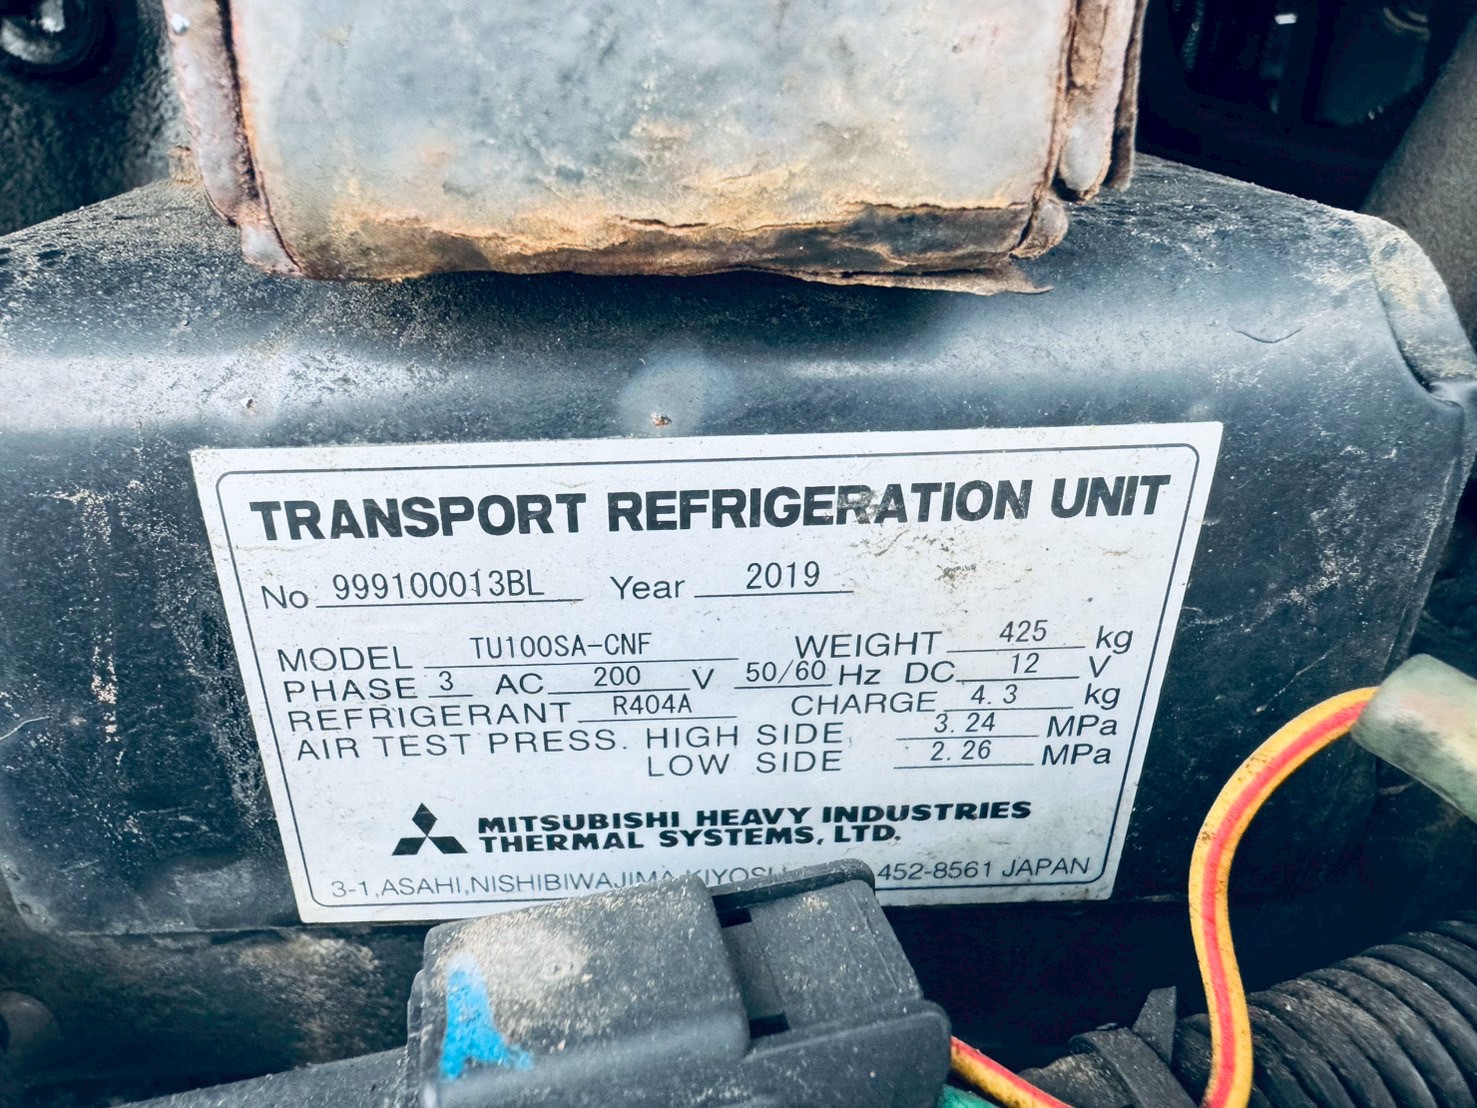 TRANSPORT REFRIGERATION UNIT
No 999100013BL Year 2019
MODEL TU100SA-CNF WEIGHT 425 kg
PHASE 3 AC 200 V 50/60 Hz DC 12 V
REFRIGERANT R404A CHARGE 4.3 kg
AIR TEST PRESS. HIGH SIDE 3.24 MPa
LOW SIDE 2.26 MPa
MITSUBISHI HEAVY INDUSTRIES
THERMAL SYSTEMS, LTD.
3-1,ASAHI,NISHIBIWAJIMA, 452-8561 JAPAN